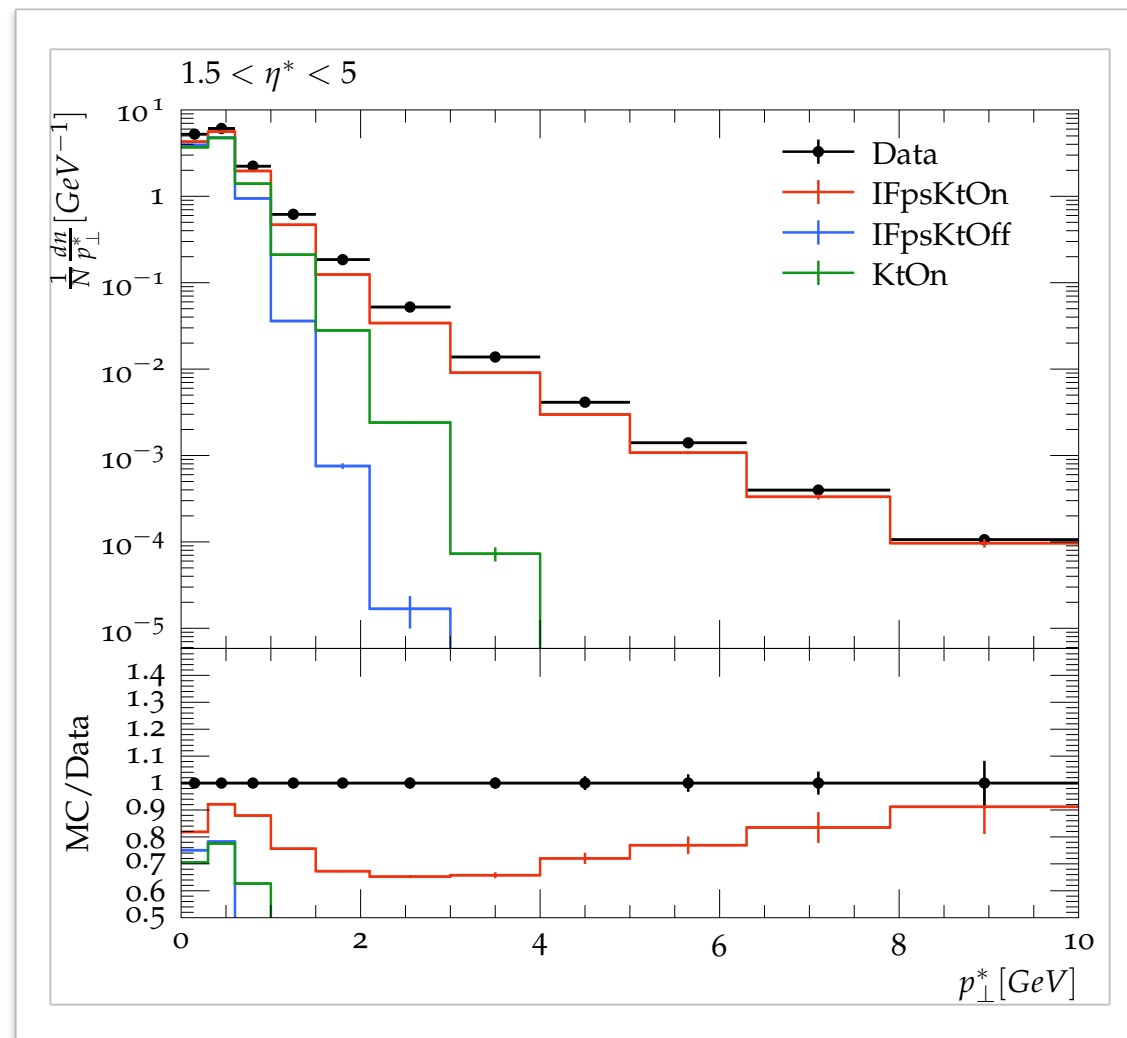 1.5 < η* < 5
1/N dn/p*⊥ [GeV⁻¹]
10¹
1
10⁻¹
10⁻²
10⁻³
10⁻⁴
10⁻⁵
Data
IFpsKtOn
IFpsKtOff
KtOn
MC/Data
1.4
1.3
1.2
1.1
1
0.9
0.8
0.7
0.6
0.5
0 2 4 6 8 10
p*⊥ [GeV]